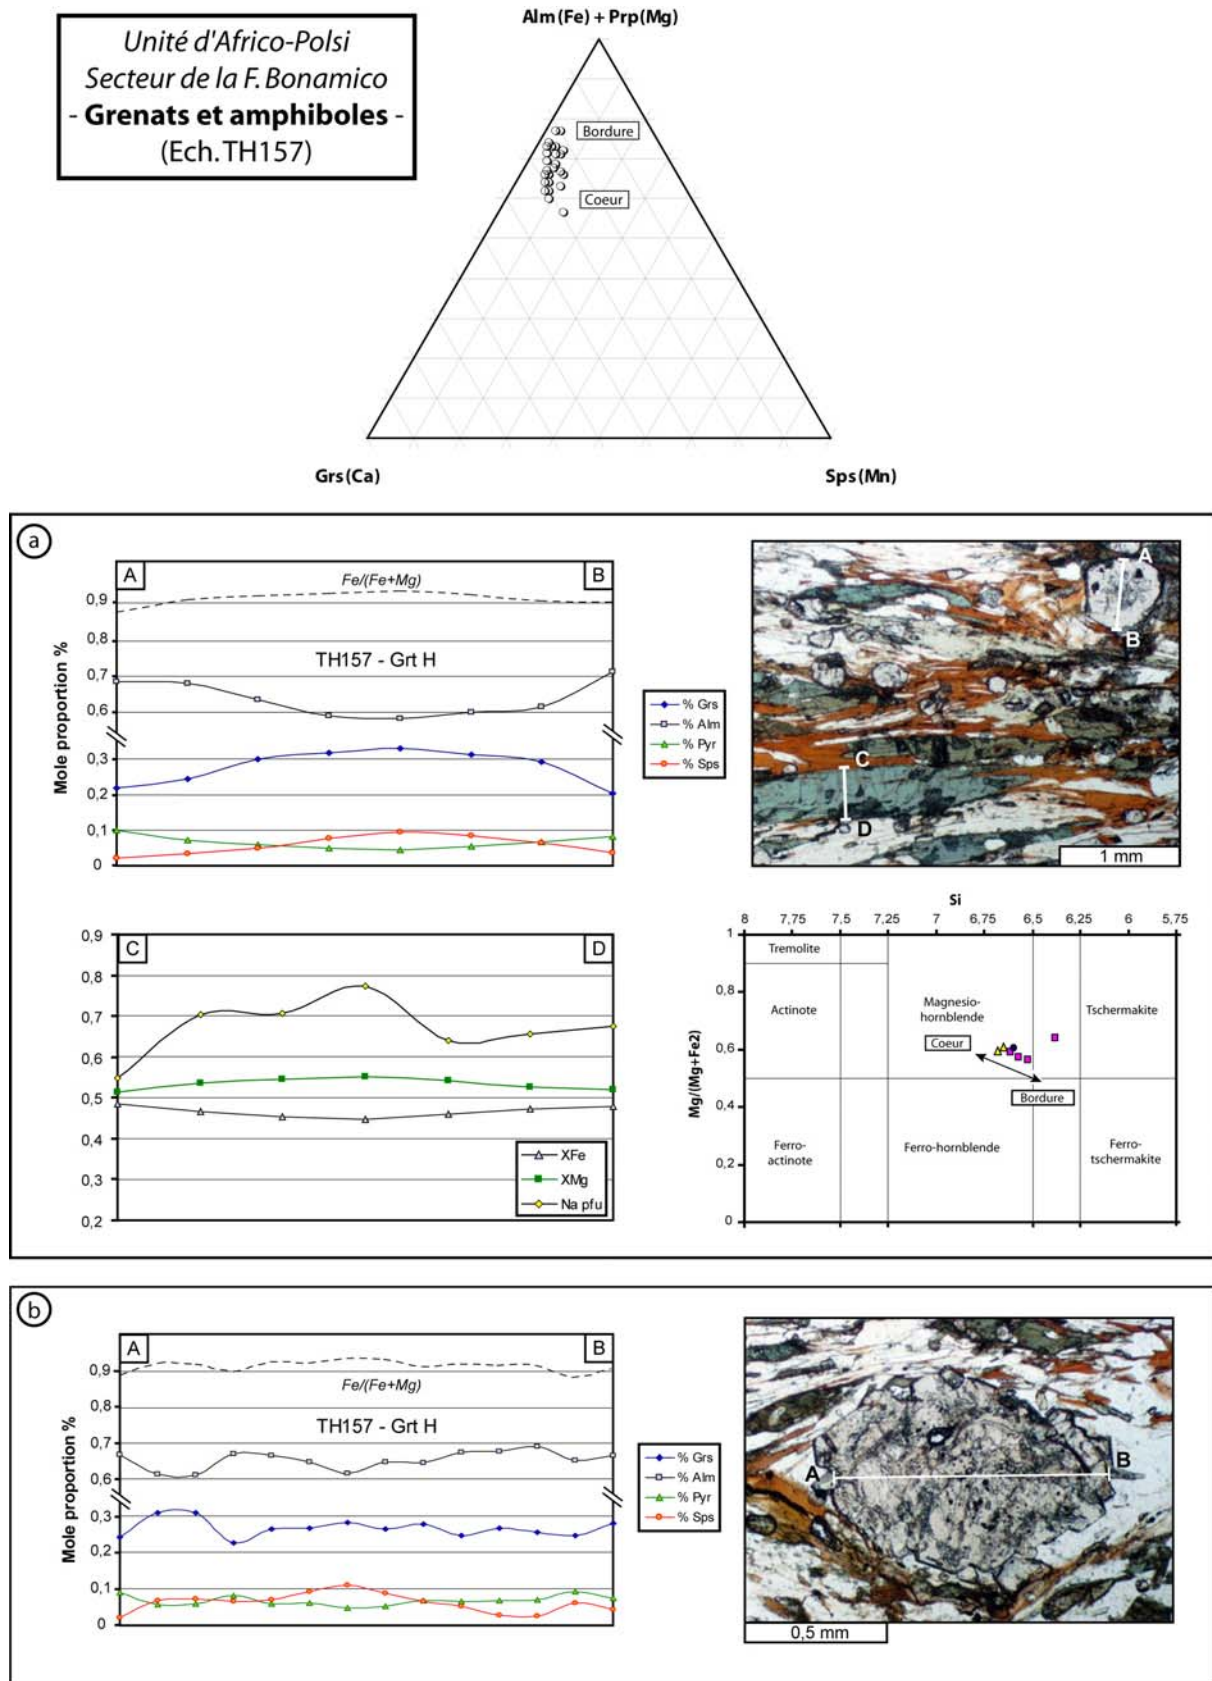 Unité d'Africo-Polsi
Secteur de la F. Bonamico
- Grenats et amphiboles -
(Ech. TH157)
Alm (Fe) + Prp (Mg)
Bordure
Coeur
Grs (Ca)
Sps (Mn)
a
A
B
Fe/(Fe+Mg)
TH157 - Grt H
Mole proportion %
0,9
0,8
0,7
0,6
0,3
0,2
0,1
0
% Grs
% Alm
% Pyr
% Sps
A
B
C
D
1 mm
C
D
0,9
0,8
0,7
0,6
0,5
0,4
0,3
0,2
XFe
XMg
Na pfu
Si
8
7,75
7,5
7,25
7
6,75
6,5
6,25
6
5,75
Mg/(Mg+Fe2)
1
0,8
0,6
0,4
0,2
0
Tremolite
Actinote
Magnesio-
hornblende
Tschermakite
Coeur
Bordure
Ferro-
actinote
Ferro-hornblende
Ferro-
tschermakite
b
A
B
Fe/(Fe+Mg)
TH157 - Grt H
Mole proportion %
0,9
0,8
0,7
0,6
0,3
0,2
0,1
0
% Grs
% Alm
% Pyr
% Sps
A
B
0,5 mm